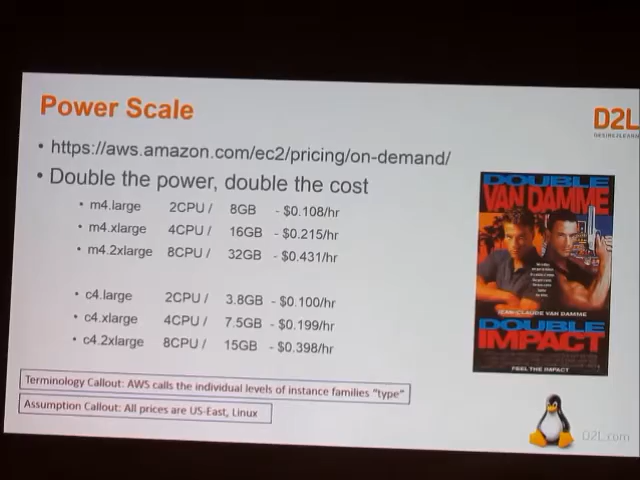 Power Scale
D2L
DESIRE2LEARN
• https://aws.amazon.com/ec2/pricing/on-demand/
• Double the power, double the cost
• m4.large 2CPU / 8GB - $0.108/hr
• m4.xlarge 4CPU / 16GB - $0.215/hr
• m4.2xlarge 8CPU / 32GB - $0.431/hr
• c4.large 2CPU / 3.8GB - $0.100/hr
• c4.xlarge 4CPU / 7.5GB - $0.199/hr
• c4.2xlarge 8CPU / 15GB - $0.398/hr
DOUBLE
VAN DAMME
JEAN-CLAUDE VAN DAMME
DOUBLE
IMPACT
FEEL THE IMPACT
Terminology Callout: AWS calls the individual levels of instance families "type"
Assumption Callout: All prices are US-East, Linux
D2L.com